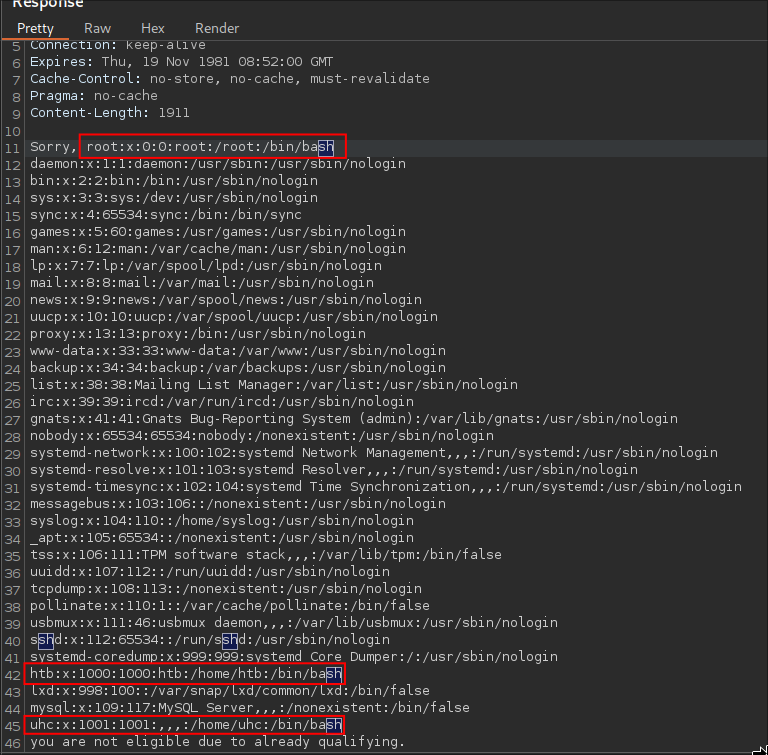 Response
Pretty Raw Hex Render
5 Connection: keep-alive
6 Expires: Thu, 19 Nov 1981 08:52:00 GMT
7 Cache-Control: no-store, no-cache, must-revalidate
8 Pragma: no-cache
9 Content-Length: 1911
10
11 Sorry, root:x:0:0:root:/root:/bin/bash
12 daemon:x:1:1:daemon:/usr/sbin:/usr/sbin/nologin
13 bin:x:2:2:bin:/bin:/usr/sbin/nologin
14 sys:x:3:3:sys:/dev:/usr/sbin/nologin
15 sync:x:4:65534:sync:/bin:/bin/sync
16 games:x:5:60:games:/usr/games:/usr/sbin/nologin
17 man:x:6:12:man:/var/cache/man:/usr/sbin/nologin
18 lp:x:7:7:lp:/var/spool/lpd:/usr/sbin/nologin
19 mail:x:8:8:mail:/var/mail:/usr/sbin/nologin
20 news:x:9:9:news:/var/spool/news:/usr/sbin/nologin
21 uucp:x:10:10:uucp:/var/spool/uucp:/usr/sbin/nologin
22 proxy:x:13:13:proxy:/bin:/usr/sbin/nologin
23 www-data:x:33:33:www-data:/var/www:/usr/sbin/nologin
24 backup:x:34:34:backup:/var/backups:/usr/sbin/nologin
25 list:x:38:38:Mailing List Manager:/var/list:/usr/sbin/nologin
26 irc:x:39:39:ircd:/var/run/ircd:/usr/sbin/nologin
27 gnats:x:41:41:Gnats Bug-Reporting System (admin):/var/lib/gnats:/usr/sbin/nologin
28 nobody:x:65534:65534:nobody:/nonexistent:/usr/sbin/nologin
29 systemd-network:x:100:102:systemd Network Management,,,:/run/systemd:/usr/sbin/nologin
30 systemd-resolve:x:101:103:systemd Resolver,,,:/run/systemd:/usr/sbin/nologin
31 systemd-timesync:x:102:104:systemd Time Synchronization,,,:/run/systemd:/usr/sbin/nologin
32 messagebus:x:103:106::/nonexistent:/usr/sbin/nologin
33 syslog:x:104:110::/home/syslog:/usr/sbin/nologin
34 _apt:x:105:65534::/nonexistent:/usr/sbin/nologin
35 tss:x:106:111:TPM software stack,,,:/var/lib/tpm:/bin/false
36 uuidd:x:107:112::/run/uuidd:/usr/sbin/nologin
37 tcpdump:x:108:113::/nonexistent:/usr/sbin/nologin
38 pollinate:x:110:1::/var/cache/pollinate:/bin/false
39 usbmux:x:111:46:usbmux daemon,,,:/var/lib/usbmux:/usr/sbin/nologin
40 sshd:x:112:65534::/run/sshd:/usr/sbin/nologin
41 systemd-coredump:x:999:999:systemd Core Dumper:/:/usr/sbin/nologin
42 htb:x:1000:1000:htb:/home/htb:/bin/bash
43 lxd:x:998:100::/var/snap/lxd/common/lxd:/bin/false
44 mysql:x:109:117:MySQL Server,,,:/nonexistent:/bin/false
45 uhc:x:1001:1001:,,,:/home/uhc:/bin/bash
46 you are not eligible due to already qualifying.